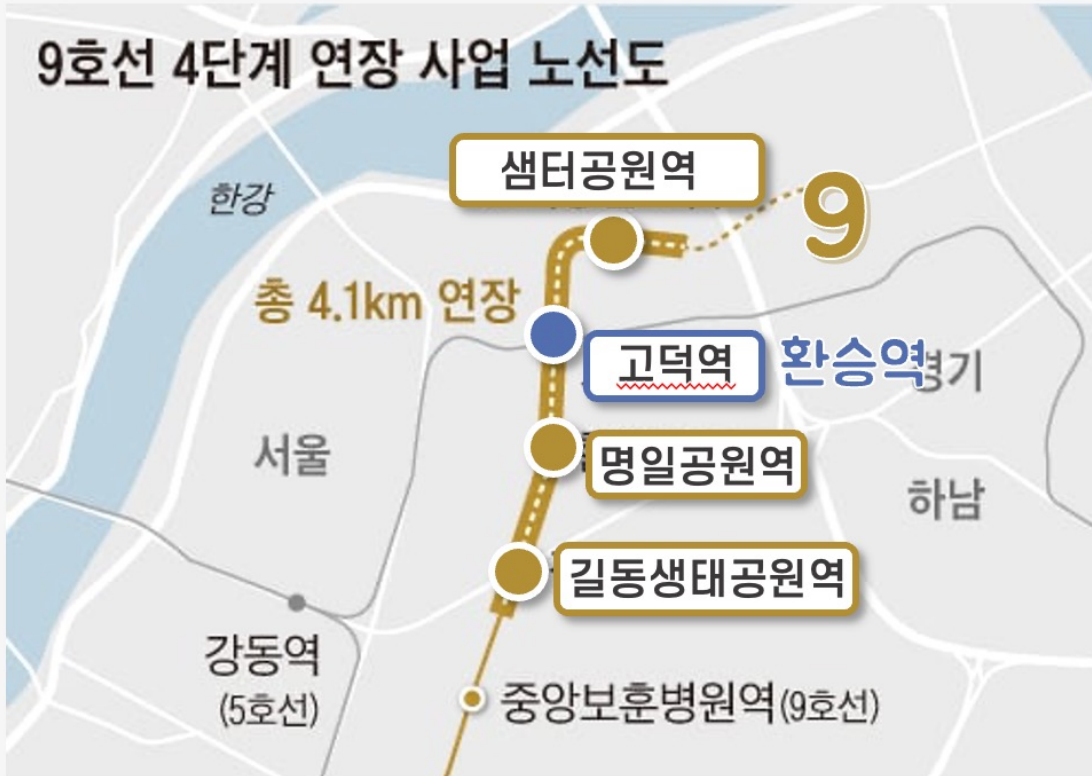 9호선 4단계 연장 사업 노선도
샘터공원역
9
한강
총 4.1km 연장
고덕역
환승역
경기
서울
명일공원역
하남
길동생태공원역
강동역
(5호선)
중앙보훈병원역(9호선)